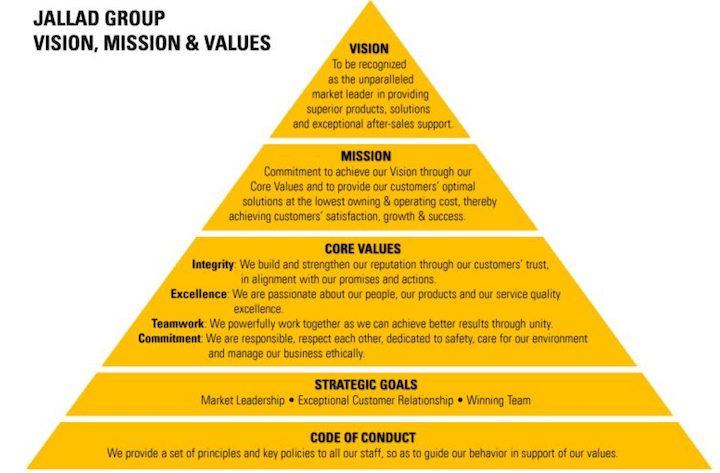 JALLAD GROUP
VISION, MISSION & VALUES
VISION
To be recognized
as the unparalleled
market leader in providing
superior products, solutions
and exceptional after-sales support.
MISSION
Commitment to achieve our Vision through our
Core Values and to provide our customers' optimal
solutions at the lowest owning & operating cost, thereby
achieving customers' satisfaction, growth & success.
CORE VALUES
Integrity: We build and strengthen our reputation through our customers' trust,
in alignment with our promises and actions.
Excellence: We are passionate about our people, our products and our service quality
excellence.
Teamwork: We powerfully work together as we can achieve better results through unity.
Commitment: We are responsible, respect each other, dedicated to safety, care for our environment
and manage our business ethically.
STRATEGIC GOALS
Market Leadership • Exceptional Customer Relationship • Winning Team
CODE OF CONDUCT
We provide a set of principles and key policies to all our staff, so as to guide our behavior in support of our values.